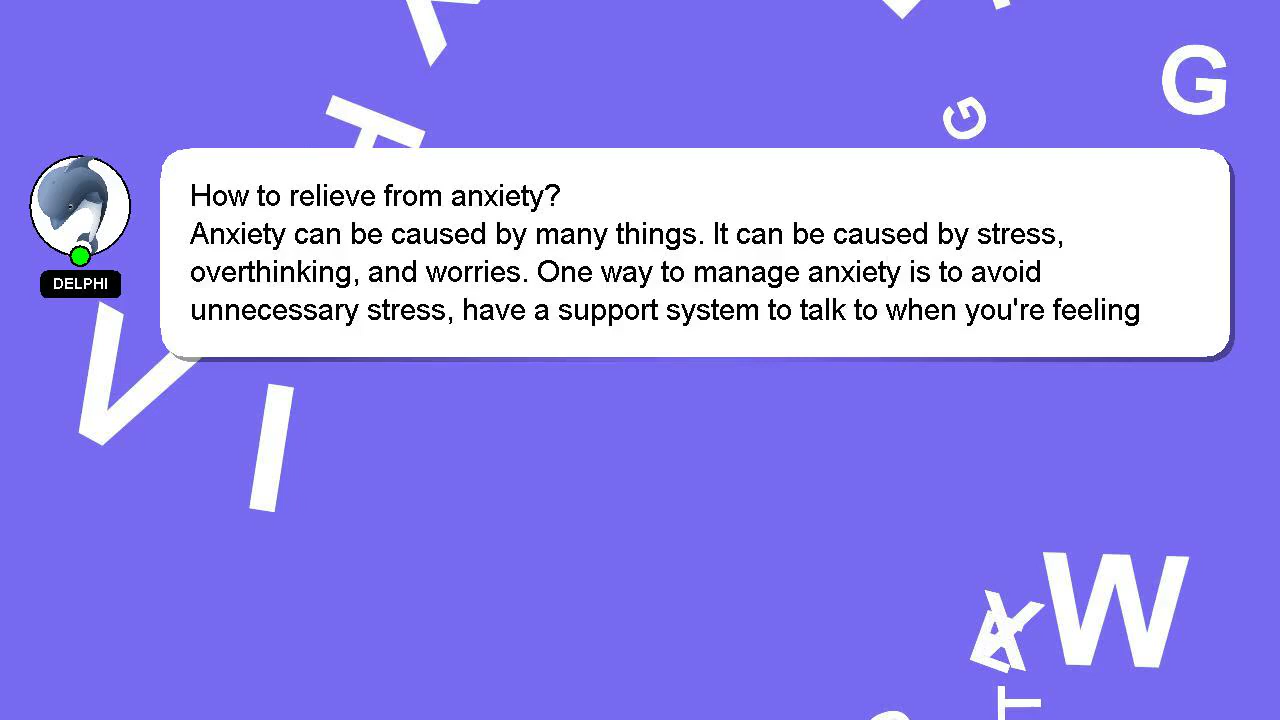 G
G
How to relieve from anxiety?
Anxiety can be caused by many things. It can be caused by stress,
overthinking, and worries. One way to manage anxiety is to avoid
unnecessary stress, have a support system to talk to when you're feeling
DELPHI
V
I
W
T